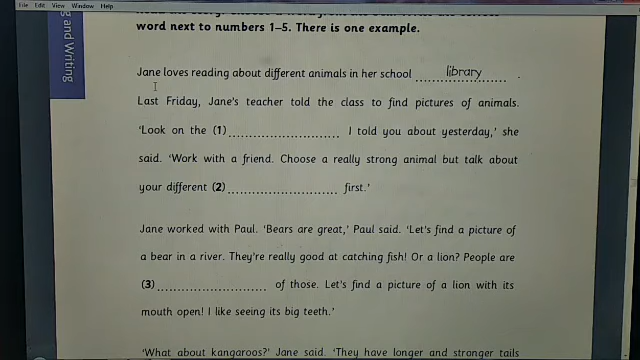 File Edit View Window Help
word next to numbers 1–5. There is one example.
g and Writing
Jane loves reading about different animals in her school library .
Last Friday, Jane's teacher told the class to find pictures of animals.
'Look on the (1) I told you about yesterday,' she
said. 'Work with a friend. Choose a really strong animal but talk about
your different (2) first.'
Jane worked with Paul. 'Bears are great,' Paul said. 'Let's find a picture of
a bear in a river. They're really good at catching fish! Or a lion? People are
(3) of those. Let's find a picture of a lion with its
mouth open! I like seeing its big teeth.'
'What about kangaroos?' Jane said. 'They have longer and stronger tails